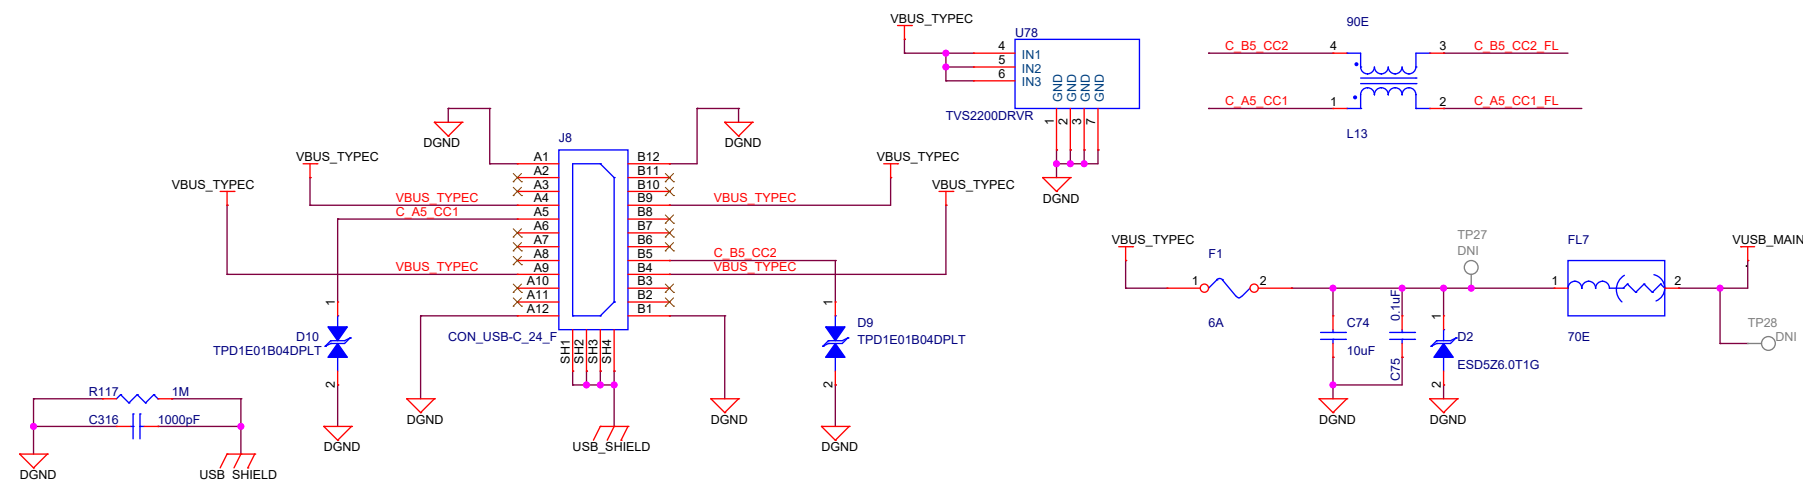 VBUS_TYPEC
U78
4 IN1
5 IN2
6 IN3
GND GND GND GND
TVS2200DRVR
1 2 3 7
DGND
90E
C_B5_CC2 4 3 C_B5_CC2_FL
C_A5_CC1 1 2 C_A5_CC1_FL
L13
DGND
DGND
J8
VBUS_TYPEC
VBUS_TYPEC
VBUS_TYPEC
VBUS_TYPEC
A1 B12
A2 B11
A3 B10
VBUS_TYPEC A4 B9 VBUS_TYPEC
C_A5_CC1 A5 B8
A6 B7
A7 B6
A8 B5 C_B5_CC2
VBUS_TYPEC A9 B4 VBUS_TYPEC
A10 B3
A11 B2
A12 B1
CON_USB-C_24_F
SH1 SH2 SH3 SH4
1
D10
TPD1E01B04DPLT
2
DGND
DGND
USB_SHIELD
DGND
1
D9
TPD1E01B04DPLT
2
DGND
R117 1M
C316 1000pF
DGND
USB_SHIELD
VBUS_TYPEC
F1
1 2
6A
TP27
DNI
FL7
1 2
70E
VUSB_MAIN
TP28
DNI
C74
10uF
0.1uF
C75
1
D2
ESD5Z6.0T1G
2
DGND
DGND